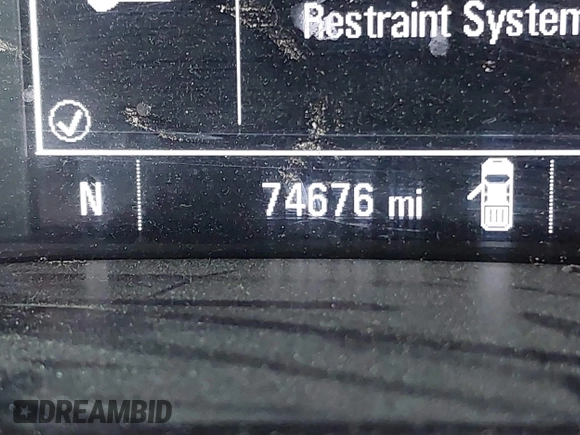 Restraint System
N 74676 mi
DREAMBID